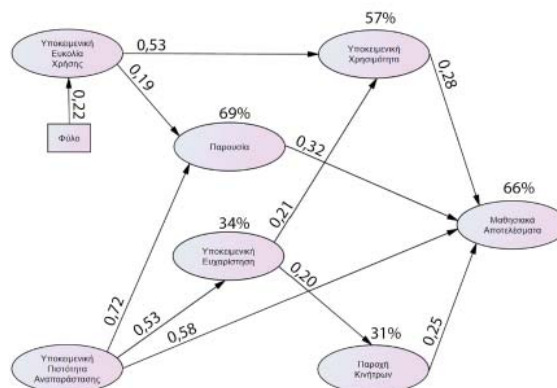 57%
Υποκειμενική
Ευκολία
Χρήσης
0,53
Υποκειμενική
Χρησιμότητα
0,19
0,28
0,22
69%
Φύλο
Παρουσία
0,32
66%
0,21
34%
Μαθησιακά
Αποτελέσματα
Υποκειμενική
Ευχαρίστηση
0,20
0,72
0,53
0,58
31%
0,25
Υποκειμενική
Πιστότητα
Αναπαράστασης
Παροχή
Κινήτρων